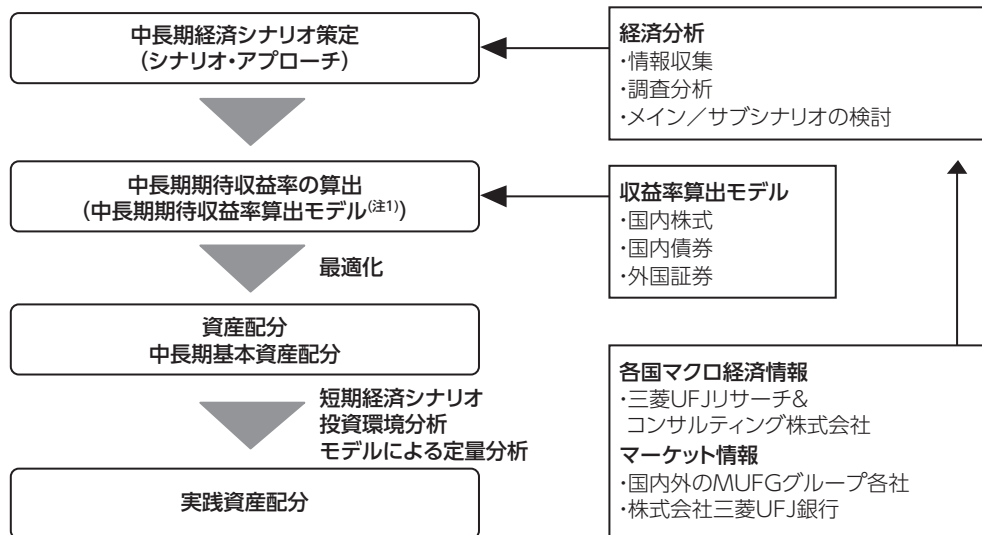 中長期経済シナリオ策定
(シナリオ・アプローチ)
経済分析
・情報収集
・調査分析
・メイン／サブシナリオの検討
中長期期待収益率の算出
(中長期期待収益率算出モデル(注1))
収益率算出モデル
・国内株式
・国内債券
・外国証券
最適化
資産配分
中長期基本資産配分
各国マクロ経済情報
・三菱UFJリサーチ&
コンサルティング株式会社
マーケット情報
・国内外のMUFGグループ各社
・株式会社三菱UFJ銀行
短期経済シナリオ
投資環境分析
モデルによる定量分析
実践資産配分